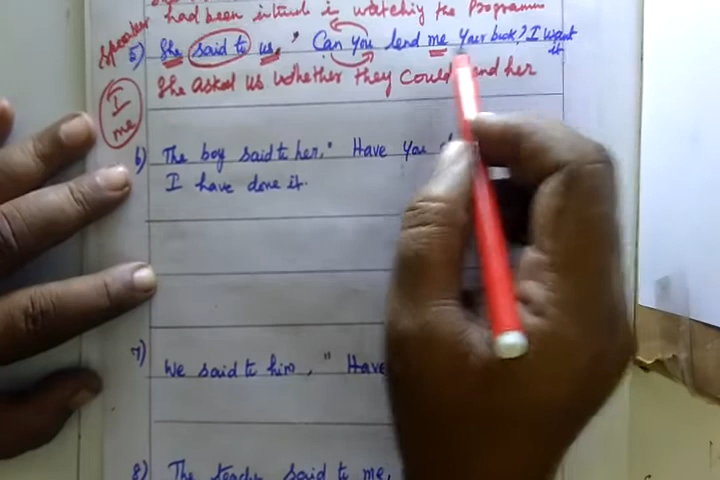 had been intrude in watching the Programme
Speaker
5) She said to us, " Can you lend me your book? I want it
She asked us whether they could lend her
I
me
6) The boy said to her, " Have you
I have done it.
7) We said to him, " Have
8) The teacher said to me,